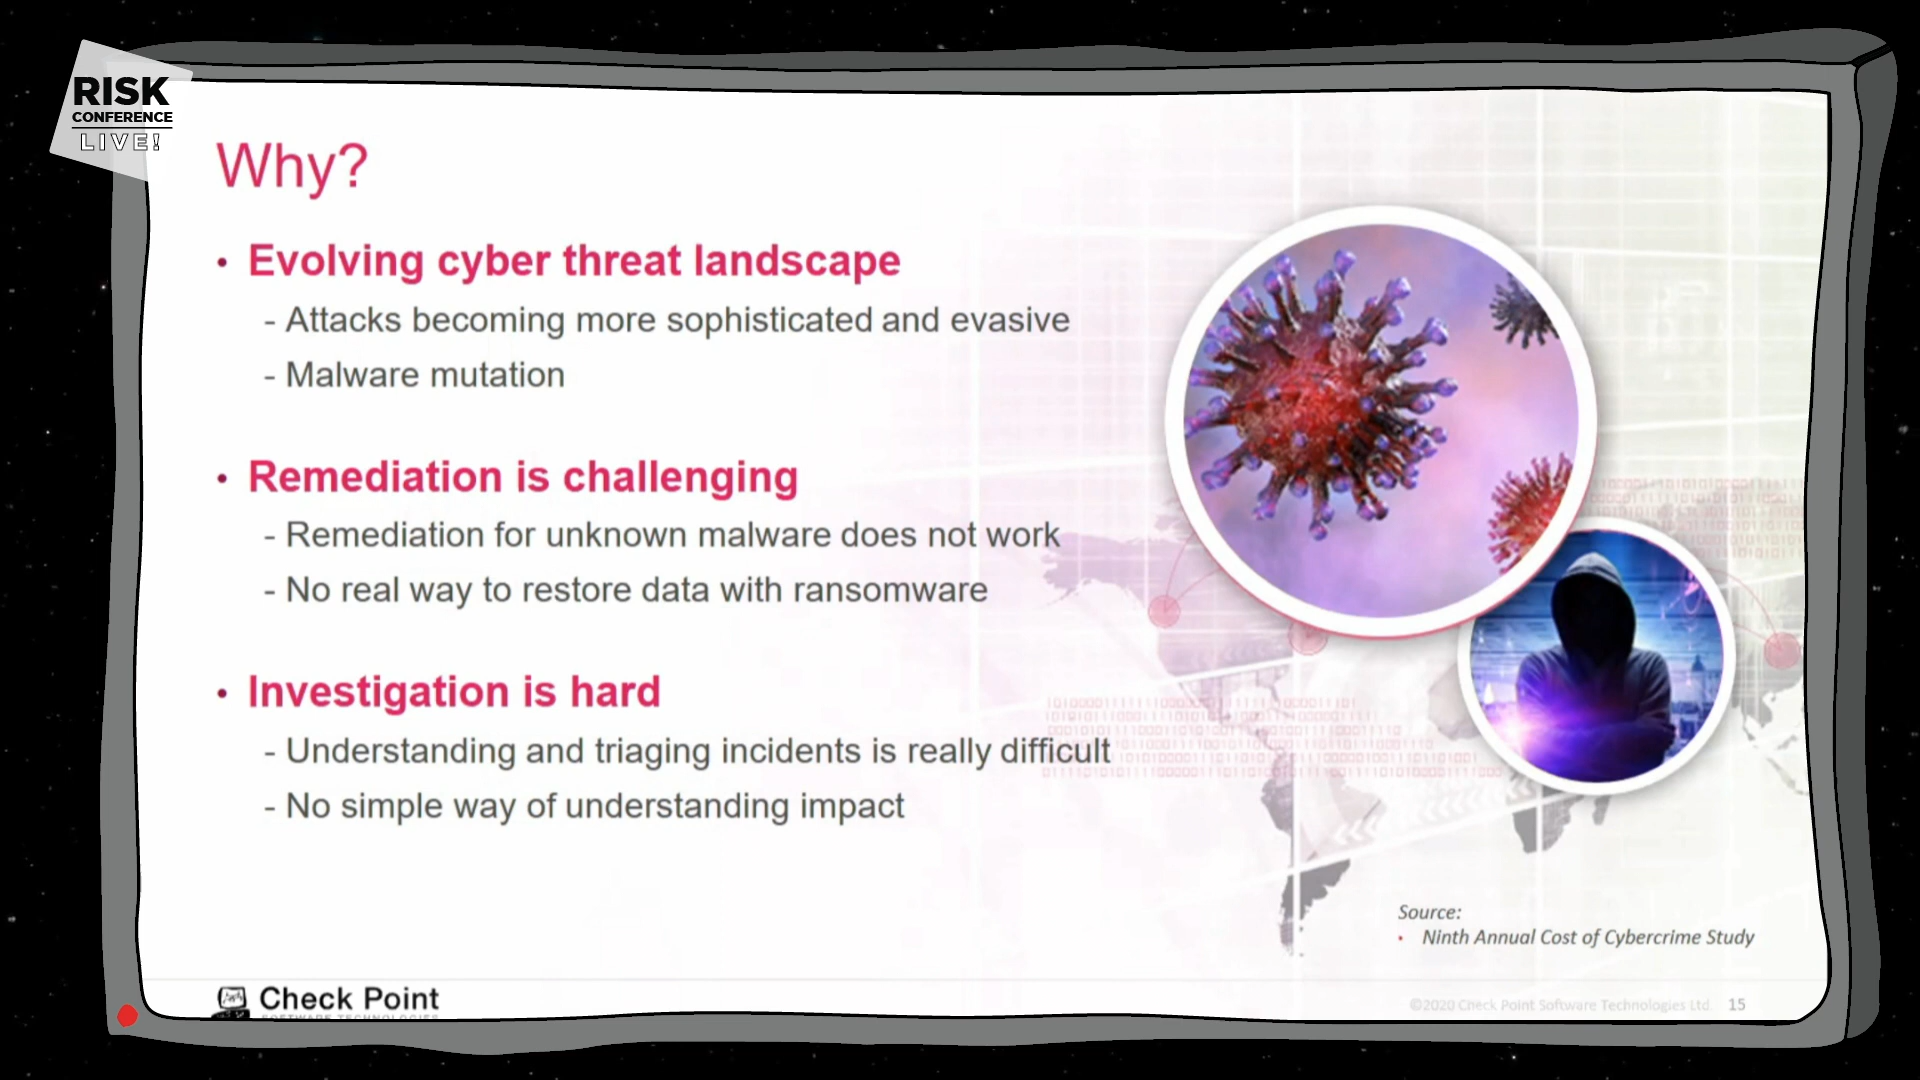 RISK
CONFERENCE
LIVE!
Why?
• Evolving cyber threat landscape
- Attacks becoming more sophisticated and evasive
- Malware mutation
• Remediation is challenging
- Remediation for unknown malware does not work
- No real way to restore data with ransomware
• Investigation is hard
- Understanding and triaging incidents is really difficult
- No simple way of understanding impact
Source:
• Ninth Annual Cost of Cybercrime Study
Check Point
SOFTWARE TECHNOLOGIES
©2020 Check Point Software Technologies Ltd. 15